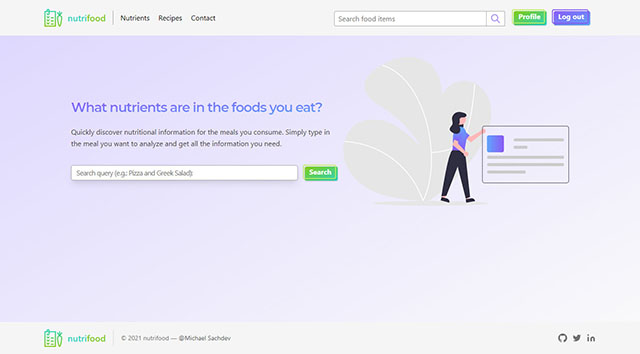 nutrifood
Nutrients Recipes Contact
Search food items
Profile
Log out
What nutrients are in the foods you eat?
Quickly discover nutritional information for the meals you consume. Simply type in
the meal you want to analyze and get all the information you need.
Search query (e.g.: Pizza and Greek Salad):
Search
nutrifood
© 2021 nutrifood — @Michael Sachdev